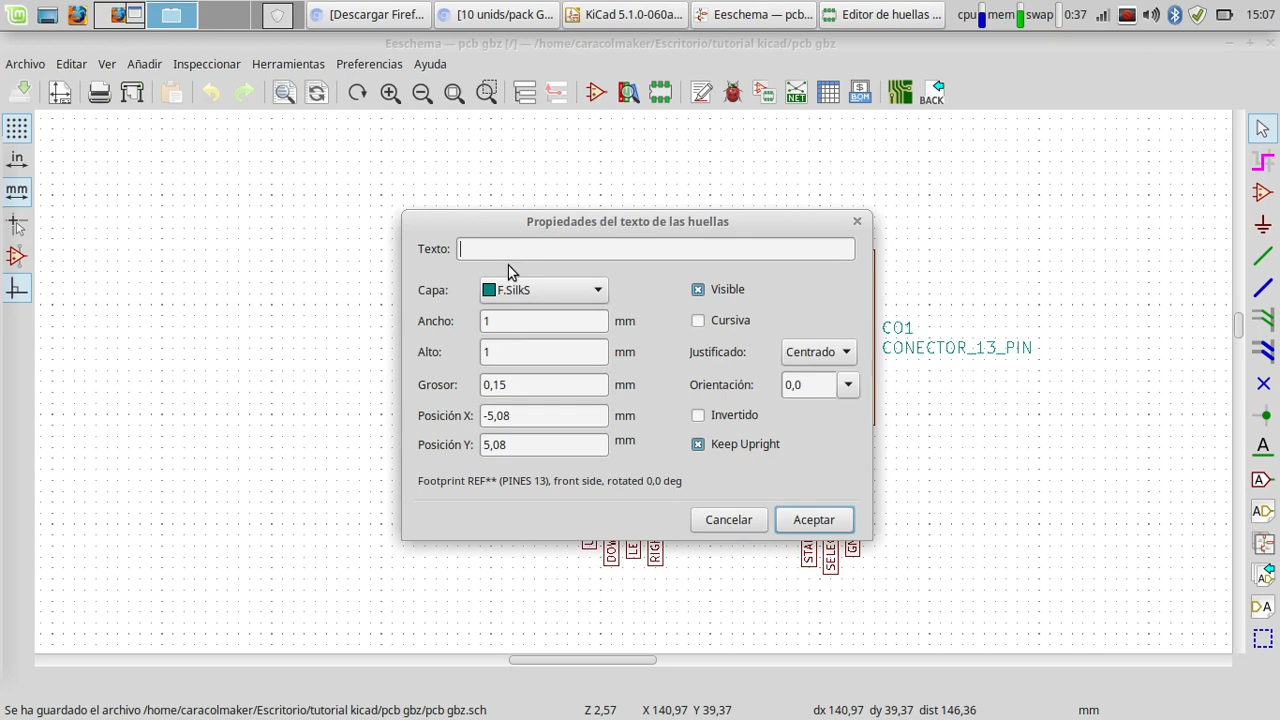 [Descargar Firef...
[10 unids/pack G...
KiCad 5.1.0-060a...
Eeschema — pcb...
Editor de huellas ...
cpu mem swap 0:37 15:07
Eeschema — pcb gbz [/] — /home/caracolmaker/Escritorio/tutorial kicad/pcb gbz
Archivo Editar Ver Añadir Inspeccionar Herramientas Preferencias Ayuda
NET
BOM
BACK
in
mm
Propiedades del texto de las huellas
Texto:
Capa: F.SilkS
Visible
Ancho: 1 mm
Cursiva
Alto: 1 mm
Justificado: Centrado
Grosor: 0,15 mm
Orientación: 0,0
Posición X: -5,08 mm
Invertido
Posición Y: 5,08 mm
Keep Upright
Footprint REF** (PINES 13), front side, rotated 0,0 deg
Cancelar Aceptar
CO1
CONECTOR_13_PIN
Se ha guardado el archivo /home/caracolmaker/Escritorio/tutorial kicad/pcb gbz/pcb gbz.sch
Z 2,57
X 140,97 Y 39,37
dx 140,97 dy 39,37 dist 146,36
mm